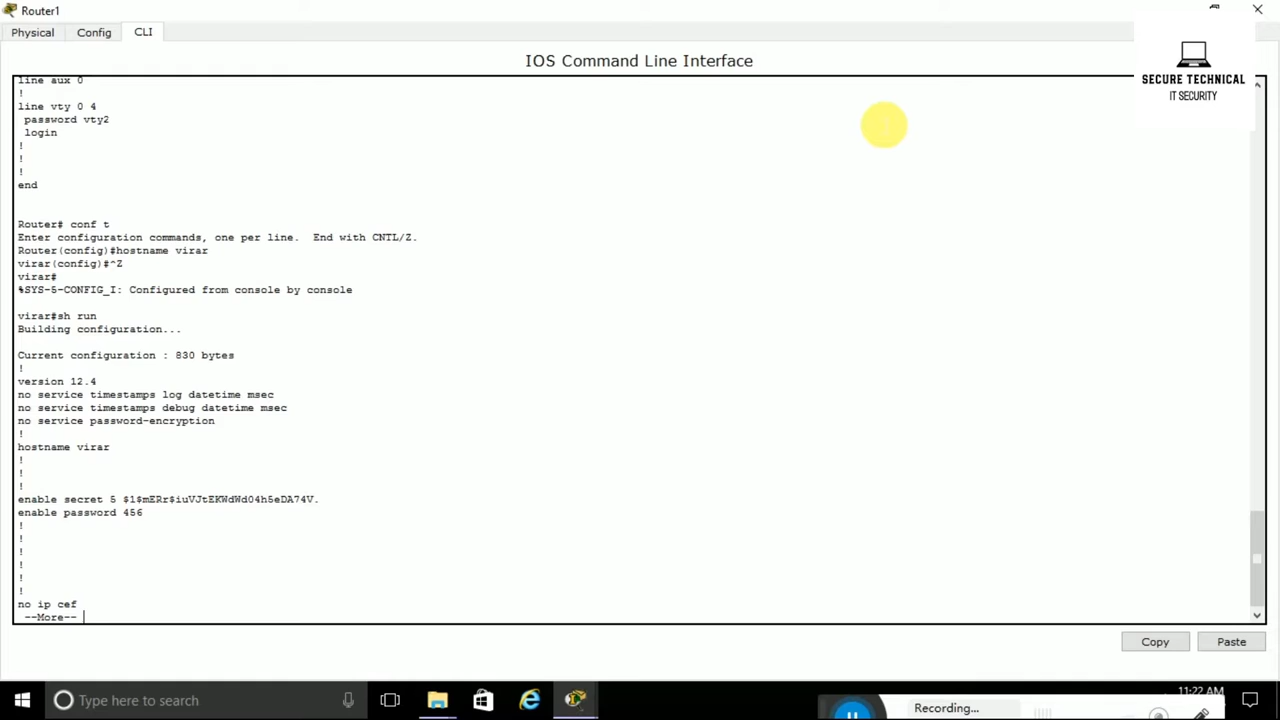 Router1
Physical Config CLI
IOS Command Line Interface
SECURE TECHNICAL
IT SECURITY
line aux 0
!
line vty 0 4
password vty2
login
!
!
!
end
Router# conf t
Enter configuration commands, one per line. End with CNTL/Z.
Router(config)#hostname virar
virar(config)#^Z
virar#
%SYS-5-CONFIG_I: Configured from console by console
virar#sh run
Building configuration...
Current configuration : 830 bytes
!
version 12.4
no service timestamps log datetime msec
no service timestamps debug datetime msec
no service password-encryption
!
hostname virar
!
!
!
enable secret 5 $1$mERr$iuVJtEKWdWd04h5eDA74V.
enable password 456
!
!
!
!
!
!
no ip cef
--More--
Copy Paste
Type here to search
11:22 AM
Recording...